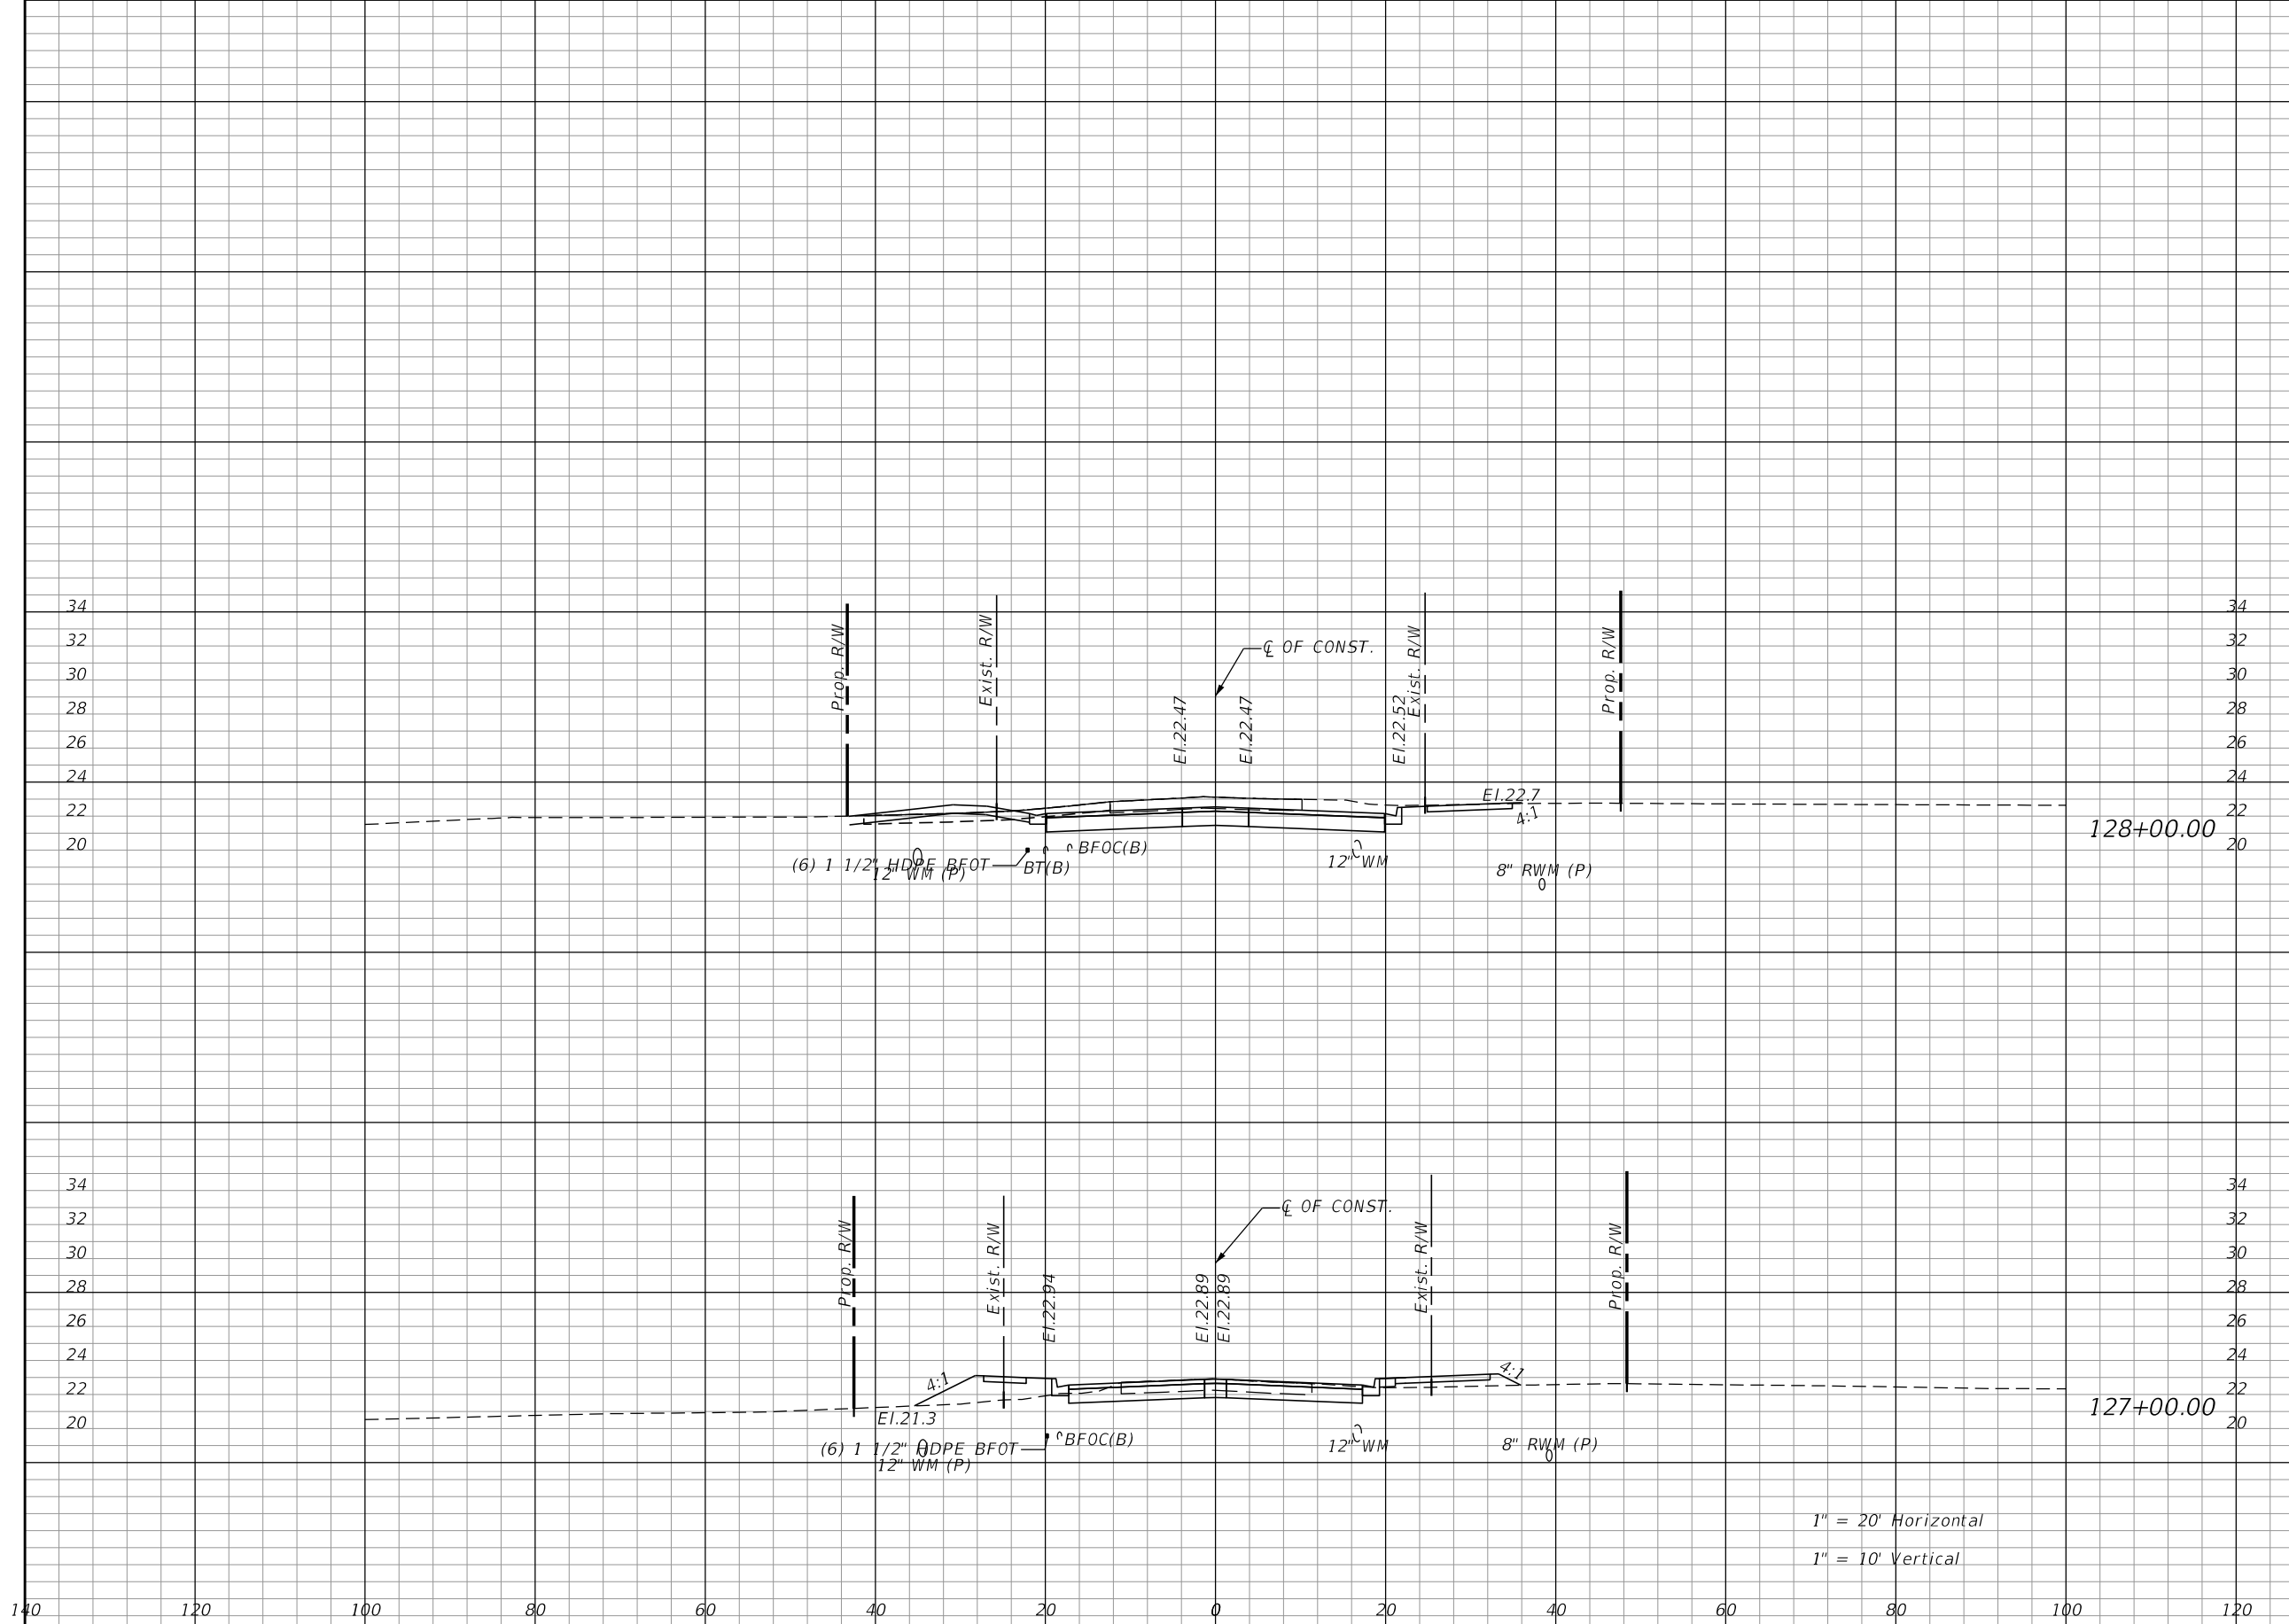 34 34
32 32
30 30
28 28
26 26
24 24
22 22
20 20
Prop. R/W
Exist. R/W
℄ OF CONST.
El.22.47
El.22.47
El.22.52
Exist. R/W
Prop. R/W
El.22.7
4:1
128+00.00
(6) 1 1/2" HDPE BFOT
12" WM (P)
BT(B)
BFOC(B)
12" WM
8" RWM (P)
34 34
32 32
30 30
28 28
26 26
24 24
22 22
20 20
Prop. R/W
Exist. R/W
El.22.94
℄ OF CONST.
El.22.89
El.22.89
Exist. R/W
Prop. R/W
4:1
4:1
El.21.3
127+00.00
(6) 1 1/2" HDPE BFOT
12" WM (P)
BFOC(B)
12" WM
8" RWM (P)
1" = 20' Horizontal
1" = 10' Vertical
140 120 100 80 60 40 20 0 20 40 60 80 100 120